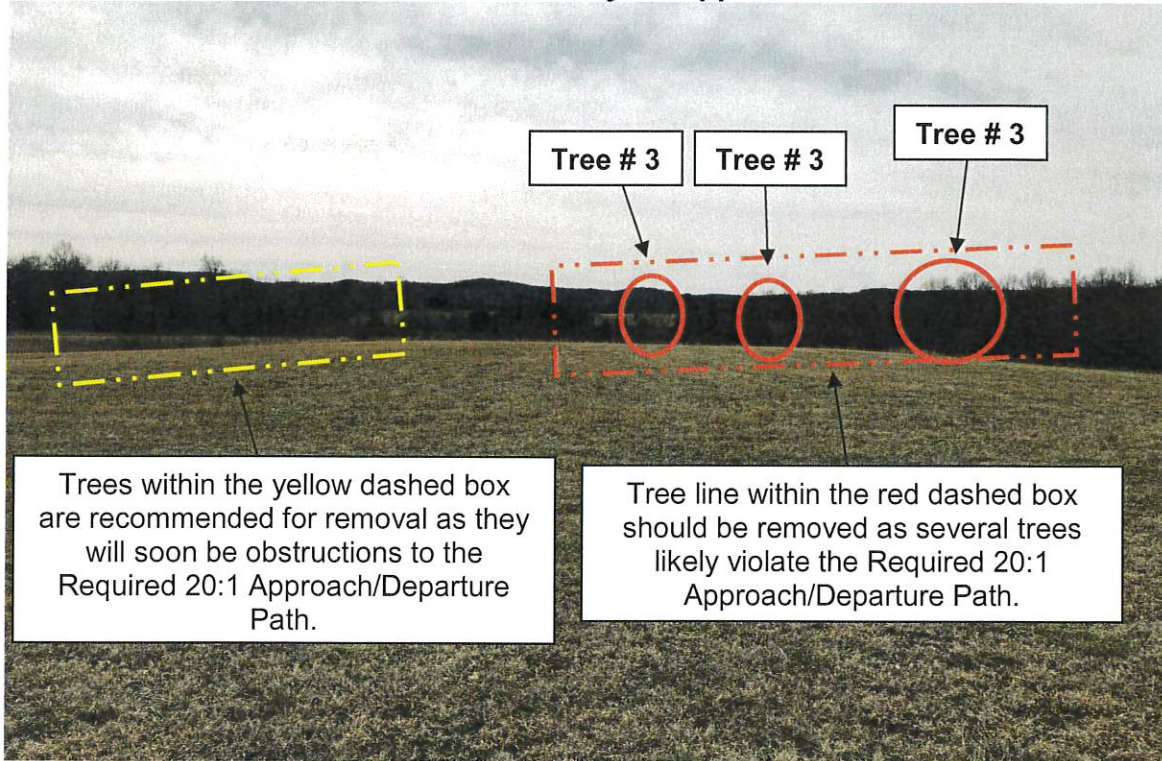 Tree # 3
Tree # 3
Tree # 3
Trees within the yellow dashed box
are recommended for removal as they
will soon be obstructions to the
Required 20:1 Approach/Departure
Path.
Tree line within the red dashed box
should be removed as several trees
likely violate the Required 20:1
Approach/Departure Path.